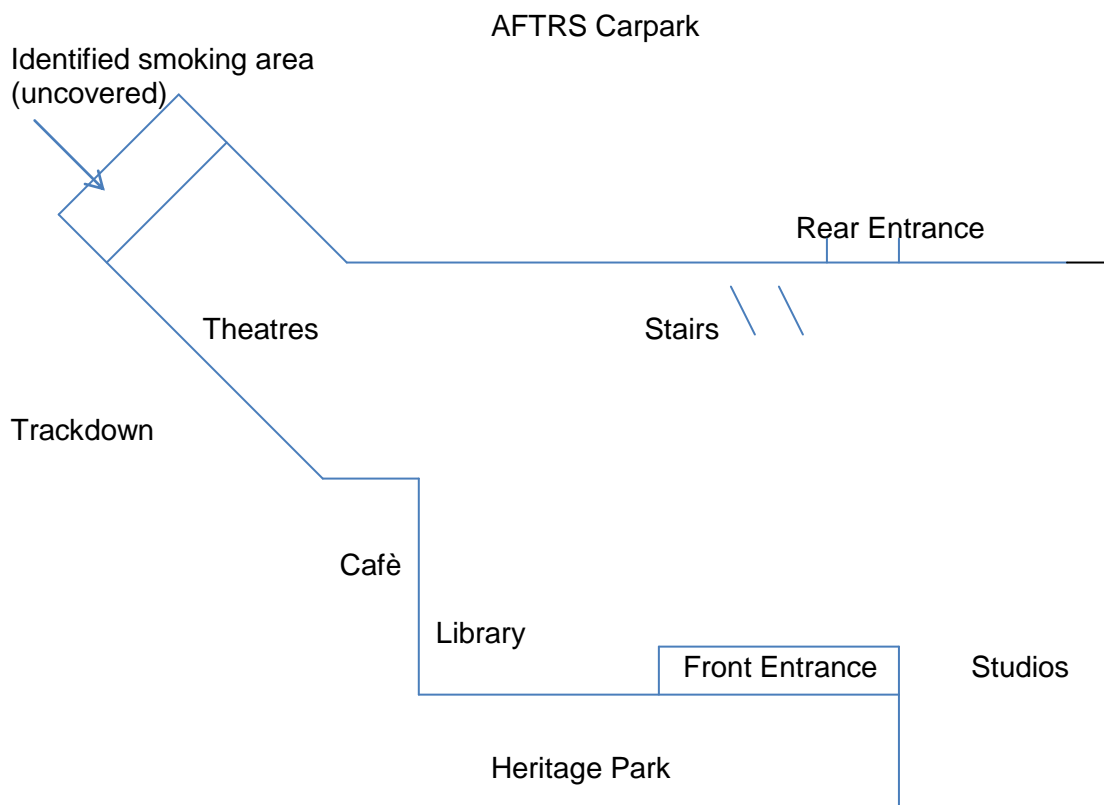 AFTRS Carpark
Identified smoking area
(uncovered)
Rear Entrance
Theatres
Stairs
Trackdown
Cafè
Library
Front Entrance
Studios
Heritage Park